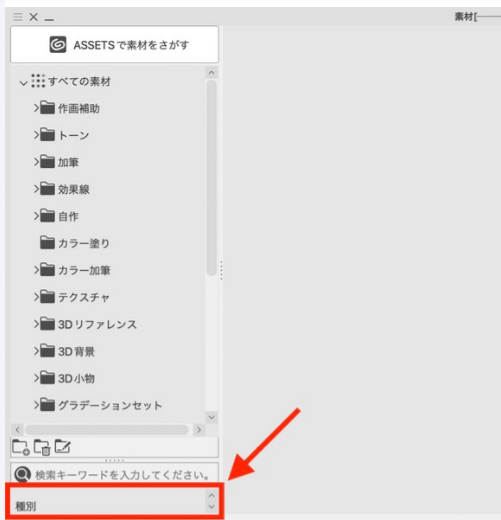 素材[
ASSETSで素材をさがす
すべての素材
作画補助
トーン
加筆
効果線
自作
カラー塗り
カラー加筆
テクスチャ
3Dリファレンス
3D背景
3D小物
グラデーションセット
検索キーワードを入力してください。
種別